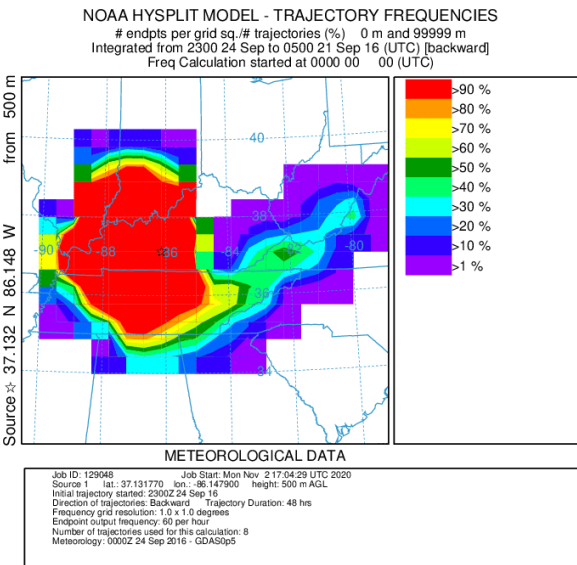 NOAA HYSPLIT MODEL - TRAJECTORY FREQUENCIES
# endpts per grid sq./# trajectories (%) 0 m and 99999 m
Integrated from 2300 24 Sep to 0500 21 Sep 16 (UTC) [backward]
Freq Calculation started at 0000 00 00 (UTC)
Source ☆ 37.132 N 86.148 W from 500 m
40
38
-90 -88 -86 -84 -82 -80
36
34
>90 %
>80 %
>70 %
>60 %
>50 %
>40 %
>30 %
>20 %
>10 %
>1 %
METEOROLOGICAL DATA
Job ID: 129048 Job Start: Mon Nov 2 17:04:29 UTC 2020
Source 1 lat.: 37.131770 lon.: -86.147900 height: 500 m AGL
Initial trajectory started: 2300Z 24 Sep 16
Direction of trajectories: Backward Trajectory Duration: 48 hrs
Frequency grid resolution: 1.0 x 1.0 degrees
Endpoint output frequency: 60 per hour
Number of trajectories used for this calculation: 8
Meteorology: 0000Z 24 Sep 2016 - GDAS0p5